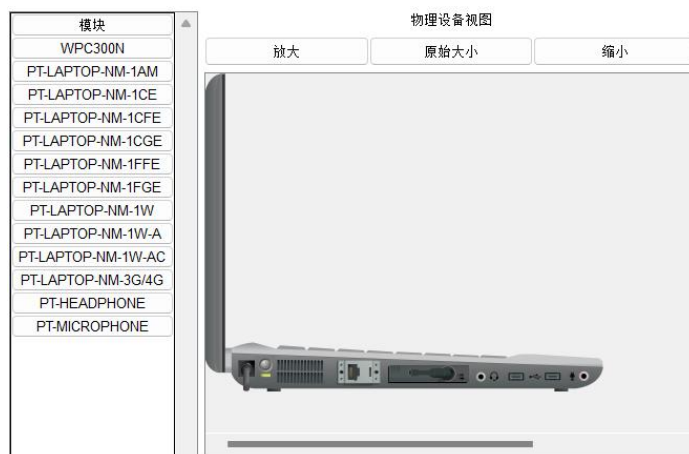 模块
WPC300N
PT-LAPTOP-NM-1AM
PT-LAPTOP-NM-1CE
PT-LAPTOP-NM-1CFE
PT-LAPTOP-NM-1CGE
PT-LAPTOP-NM-1FFE
PT-LAPTOP-NM-1FGE
PT-LAPTOP-NM-1W
PT-LAPTOP-NM-1W-A
PT-LAPTOP-NM-1W-AC
PT-LAPTOP-NM-3G/4G
PT-HEADPHONE
PT-MICROPHONE
物理设备视图
放大 原始大小 缩小